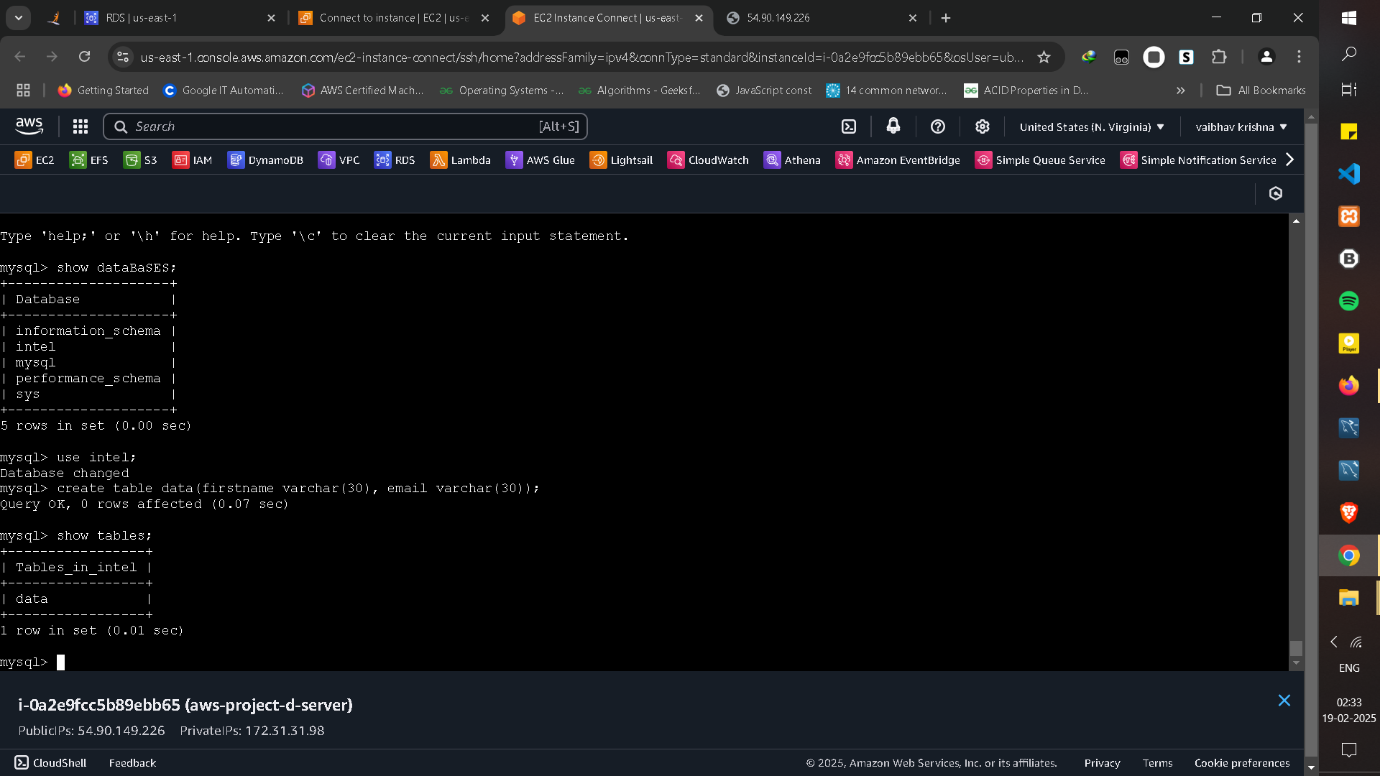 RDS | us-east-1
Connect to instance | EC2 | us-e
EC2 Instance Connect | us-east-
54.90.149.226
us-east-1.console.aws.amazon.com/ec2-instance-connect/ssh/home?addressFamily=ipv4&connType=standard&instanceId=i-0a2e9fcc5b89ebb65&osUser=ub...
Getting Started
Google IT Automati...
AWS Certified Mach...
Operating Systems -...
Algorithms - Geeksf...
JavaScript const
14 common networ...
ACID Properties in D...
All Bookmarks
aws
Search
[Alt+S]
United States (N. Virginia)
vaibhav krishna
EC2
EFS
S3
IAM
DynamoDB
VPC
RDS
Lambda
AWS Glue
Lightsail
CloudWatch
Athena
Amazon EventBridge
Simple Queue Service
Simple Notification Service
Type 'help;' or '\h' for help. Type '\c' to clear the current input statement.
mysql> show dataBaSES;
+--------------------+
| Database           |
+--------------------+
| information_schema |
| intel              |
| mysql              |
| performance_schema |
| sys                |
+--------------------+
5 rows in set (0.00 sec)
mysql> use intel;
Database changed
mysql> create table data(firstname varchar(30), email varchar(30));
Query OK, 0 rows affected (0.07 sec)
mysql> show tables;
+-----------------+
| Tables_in_intel |
+-----------------+
| data            |
+-----------------+
1 row in set (0.01 sec)
mysql>
i-0a2e9fcc5b89ebb65 (aws-project-d-server)
PublicIPs: 54.90.149.226 PrivateIPs: 172.31.31.98
CloudShell
Feedback
© 2025, Amazon Web Services, Inc. or its affiliates.
Privacy
Terms
Cookie preferences
ENG
02:33
19-02-2025